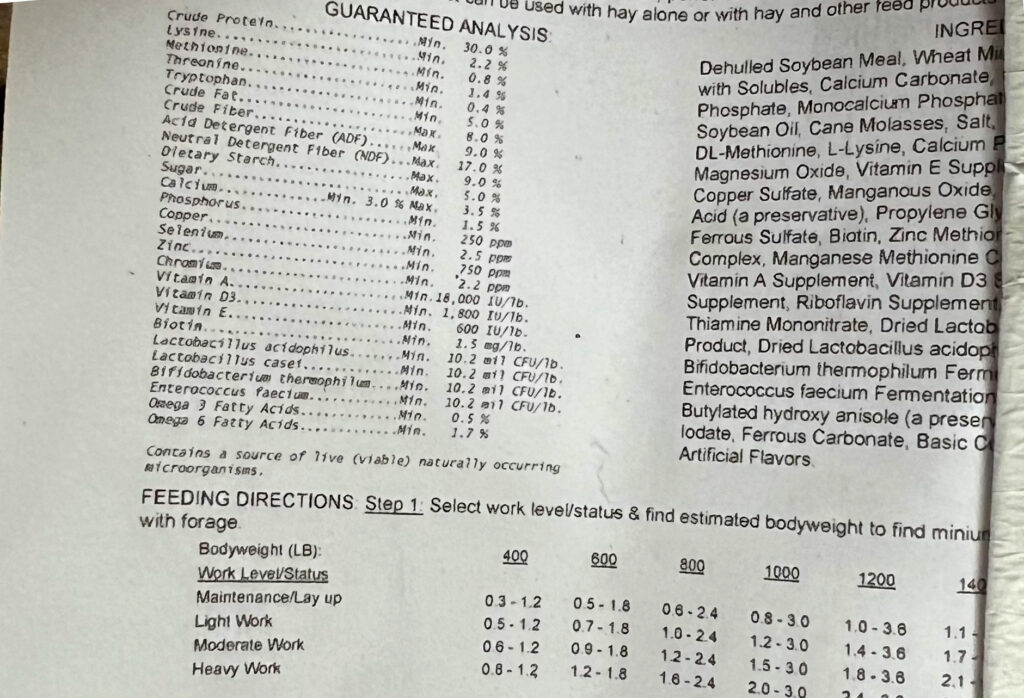 can be used with hay alone or with hay and other feed products
GUARANTEED ANALYSIS
Crude Protein..................Min. 30.0 %
Lysine.........................Min. 2.2 %
Methionine.....................Min. 0.8 %
Threonine......................Min. 1.4 %
Tryptophan.....................Min. 0.4 %
Crude Fat......................Min. 5.0 %
Crude Fiber....................Max. 8.0 %
Acid Detergent Fiber (ADF).....Max. 9.0 %
Neutral Detergent Fiber (NDF)..Max. 17.0 %
Dietary Starch.................Max. 9.0 %
Sugar..........................Max. 5.0 %
Calcium............Min. 3.0 % Max. 3.5 %
Phosphorus.....................Min. 1.5 %
Copper.........................Min. 250 ppm
Selenium.......................Min. 2.5 ppm
Zinc...........................Min. 750 ppm
Chromium.......................Min. 2.2 ppm
Vitamin A......................Min. 18,000 IU/lb.
Vitamin D3.....................Min. 1,800 IU/lb.
Vitamin E......................Min. 600 IU/lb.
Biotin.........................Min. 1.5 mg/lb.
Lactobacillus acidophilus......Min. 10.2 mil CFU/lb.
Lactobacillus casei............Min. 10.2 mil CFU/lb.
Bifidobacterium thermophilum...Min. 10.2 mil CFU/lb.
Enterococcus faecium...........Min. 10.2 mil CFU/lb.
Omega 3 Fatty Acids............Min. 0.5 %
Omega 6 Fatty Acids............Min. 1.7 %
Contains a source of live (viable) naturally occurring
microorganisms.
INGRE
Dehulled Soybean Meal, Wheat Mi
with Solubles, Calcium Carbonate,
Phosphate, Monocalcium Phosphat
Soybean Oil, Cane Molasses, Salt,
DL-Methionine, L-Lysine, Calcium P
Magnesium Oxide, Vitamin E Suppl
Copper Sulfate, Manganous Oxide,
Acid (a preservative), Propylene Gly
Ferrous Sulfate, Biotin, Zinc Methion
Complex, Manganese Methionine C
Vitamin A Supplement, Vitamin D3 S
Supplement, Riboflavin Supplement,
Thiamine Mononitrate, Dried Lactob
Product, Dried Lactobacillus acidoph
Bifidobacterium thermophilum Ferm
Enterococcus faecium Fermentation
Butylated hydroxy anisole (a preser
Iodate, Ferrous Carbonate, Basic C
Artificial Flavors.
FEEDING DIRECTIONS: Step 1: Select work level/status & find estimated bodyweight to find miniu
with forage.
Bodyweight (LB): 400 600 800 1000 1200 140
Work Level/Status
Maintenance/Lay up 0.3 - 1.2 0.5 - 1.8 0.6 - 2.4 0.8 - 3.0 1.0 - 3.6 1.1 -
Light Work 0.5 - 1.2 0.7 - 1.8 1.0 - 2.4 1.2 - 3.0 1.4 - 3.6 1.7 -
Moderate Work 0.6 - 1.2 0.9 - 1.8 1.2 - 2.4 1.5 - 3.0 1.8 - 3.6 2.1 -
Heavy Work 0.8 - 1.2 1.2 - 1.8 1.6 - 2.4 2.0 - 3.0